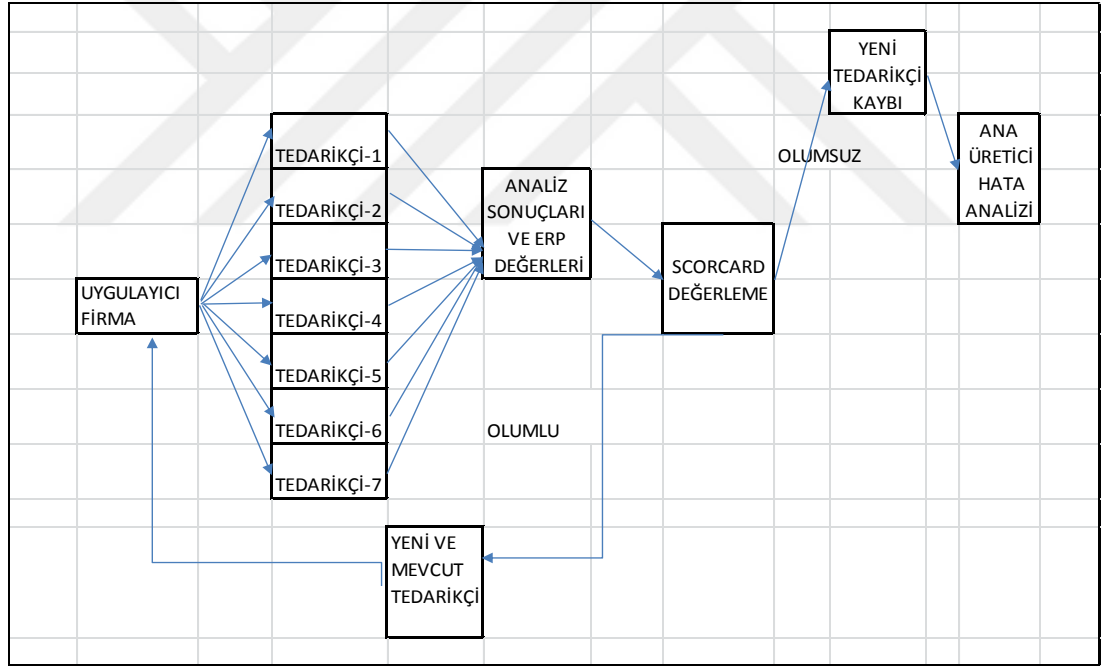 YENİ
TEDARİKÇİ
KAYBI
ANA
ÜRETİCİ
HATA
ANALİZİ
OLUMSUZ
TEDARİKÇİ-1
TEDARİKÇİ-2
TEDARİKÇİ-3
TEDARİKÇİ-4
TEDARİKÇİ-5
TEDARİKÇİ-6
TEDARİKÇİ-7
ANALİZ
SONUÇLARI
VE ERP
DEĞERLERİ
SCORCARD
DEĞERLEME
UYGULAYICI
FİRMA
OLUMLU
YENİ VE
MEVCUT
TEDARİKÇİ